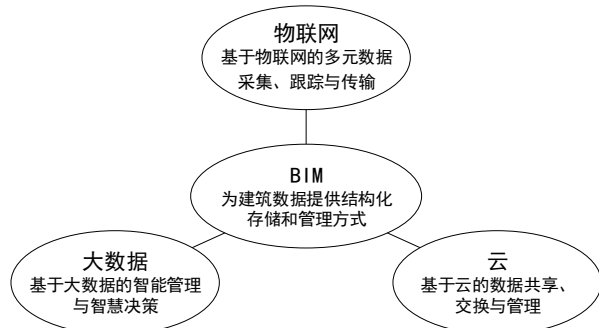 物联网
基于物联网的多元数据
采集、跟踪与传输
BIM
为建筑数据提供结构化
存储和管理方式
大数据
基于大数据的智能管理
与智慧决策
云
基于云的数据共享、
交换与管理